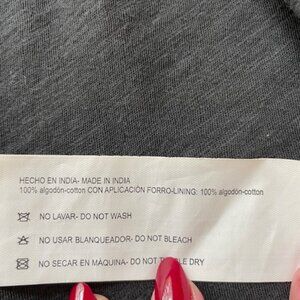 HECHO EN INDIA- MADE IN INDIA
100% algodón-cotton CON APLICACIÓN FORRO-LINING: 100% algodón-cotton
NO LAVAR- DO NOT WASH
NO USAR BLANQUEADOR- DO NOT BLEACH
NO SECAR EN MÁQUINA- DO NOT DRY